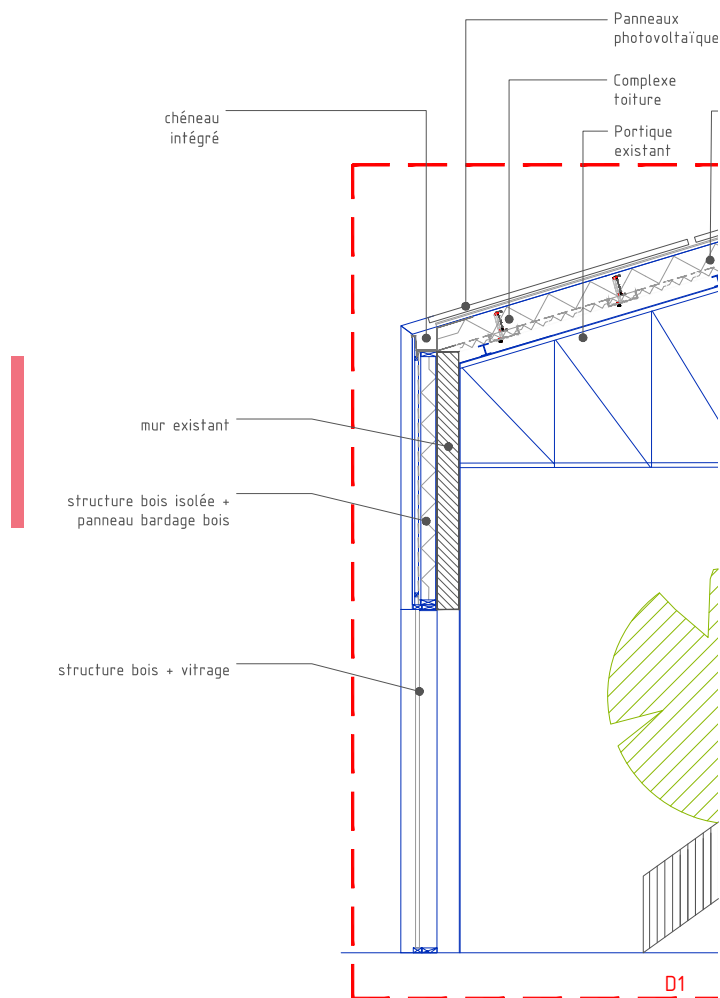 Panneaux
photovoltaïque
Complexe
toiture
chéneau
intégré
Portique
existant
mur existant
structure bois isolée +
panneau bardage bois
structure bois + vitrage
D1